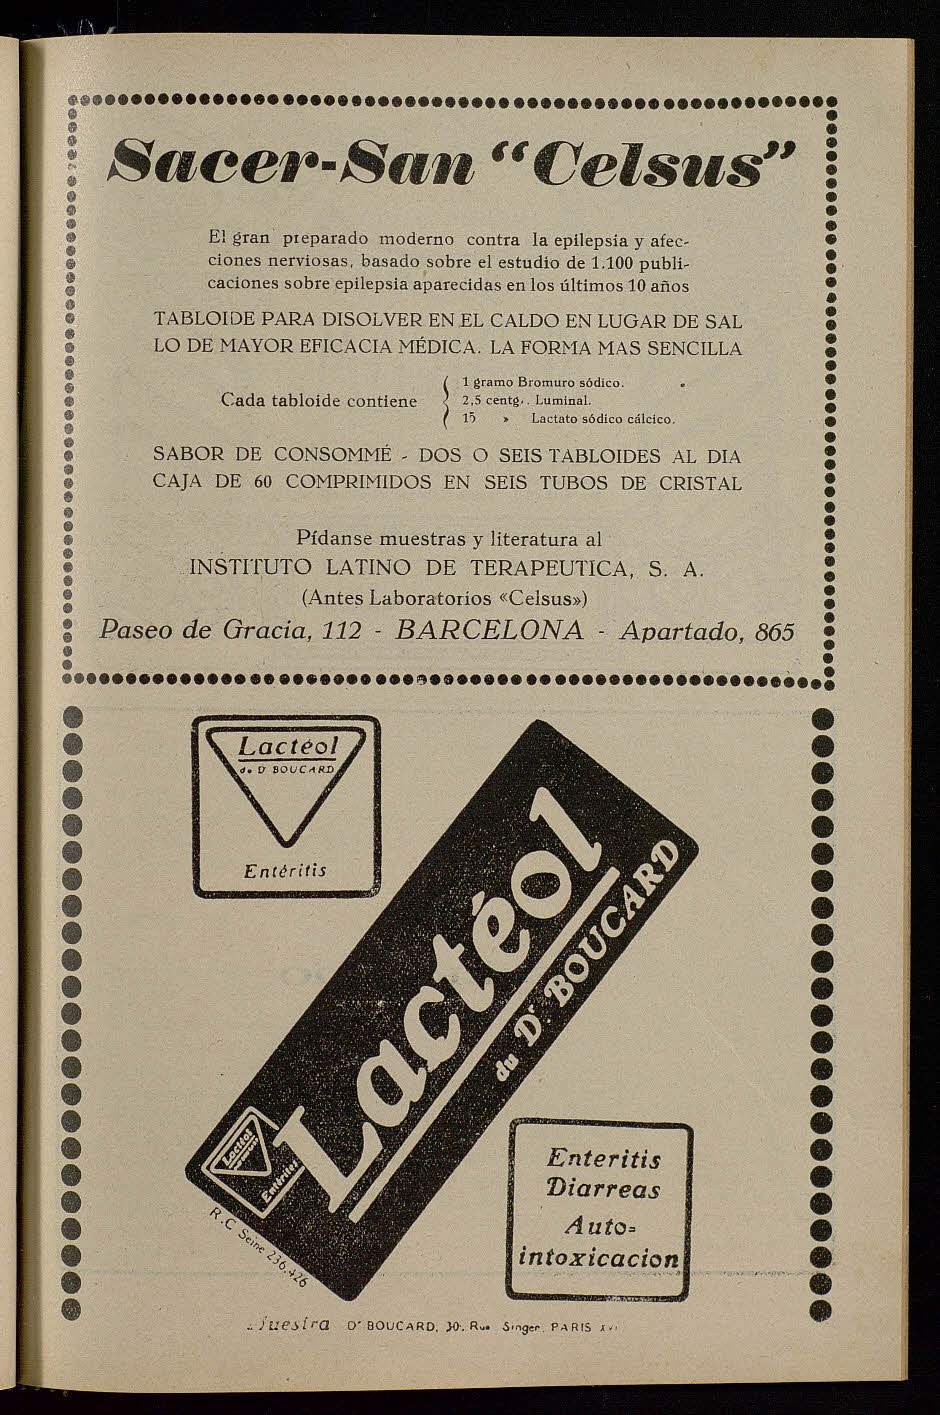 Sacer-San “Celsus”
El gran preparado moderno contra la epilepsia y afec-
ciones nerviosas, basado sobre el estudio de 1.100 publi-
caciones sobre epilepsia aparecidas en los últimos 10 años
TABLOIDE PARA DISOLVER EN EL CALDO EN LUGAR DE SAL
LO DE MAYOR EFICACIA MÉDICA. LA FORMA MAS SENCILLA
Cada tabloide contiene
1 gramo Bromuro sódico.
2,5 centg. Luminal.
15 » Lactato sódico cálcico.
SABOR DE CONSOMMÉ - DOS O SEIS TABLOIDES AL DIA
CAJA DE 60 COMPRIMIDOS EN SEIS TUBOS DE CRISTAL
Pídanse muestras y literatura al
INSTITUTO LATINO DE TERAPEUTICA, S. A.
(Antes Laboratorios «Celsus»)
Paseo de Gracia, 112 - BARCELONA - Apartado, 865
Lactéol
du Dr BOUCARD
Entéritis
Lactéol
du Dr. BOUCARD
Lactéol
Entérites
R.C Seine 236.426
Enteritis
Diarreas
Auto=
intoxicacion
Muestra Dr BOUCARD, 30, Rue Singer, PARIS XVI